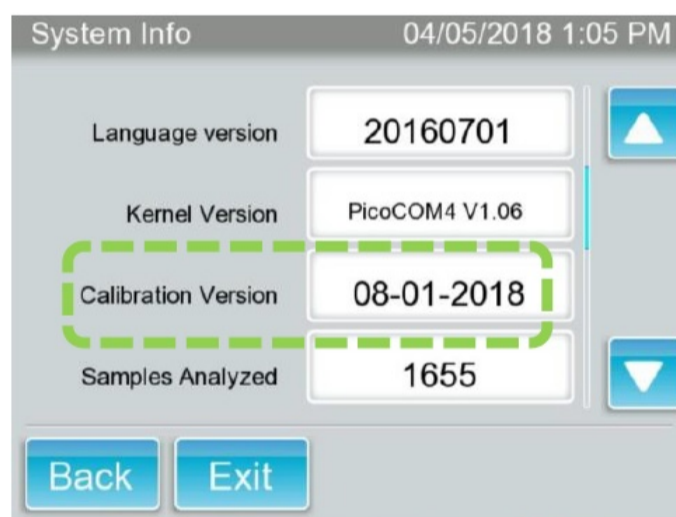 System Info 04/05/2018 1:05 PM
Language version 20160701
Kernel Version PicoCOM4 V1.06
Calibration Version 08-01-2018
Samples Analyzed 1655
Back Exit